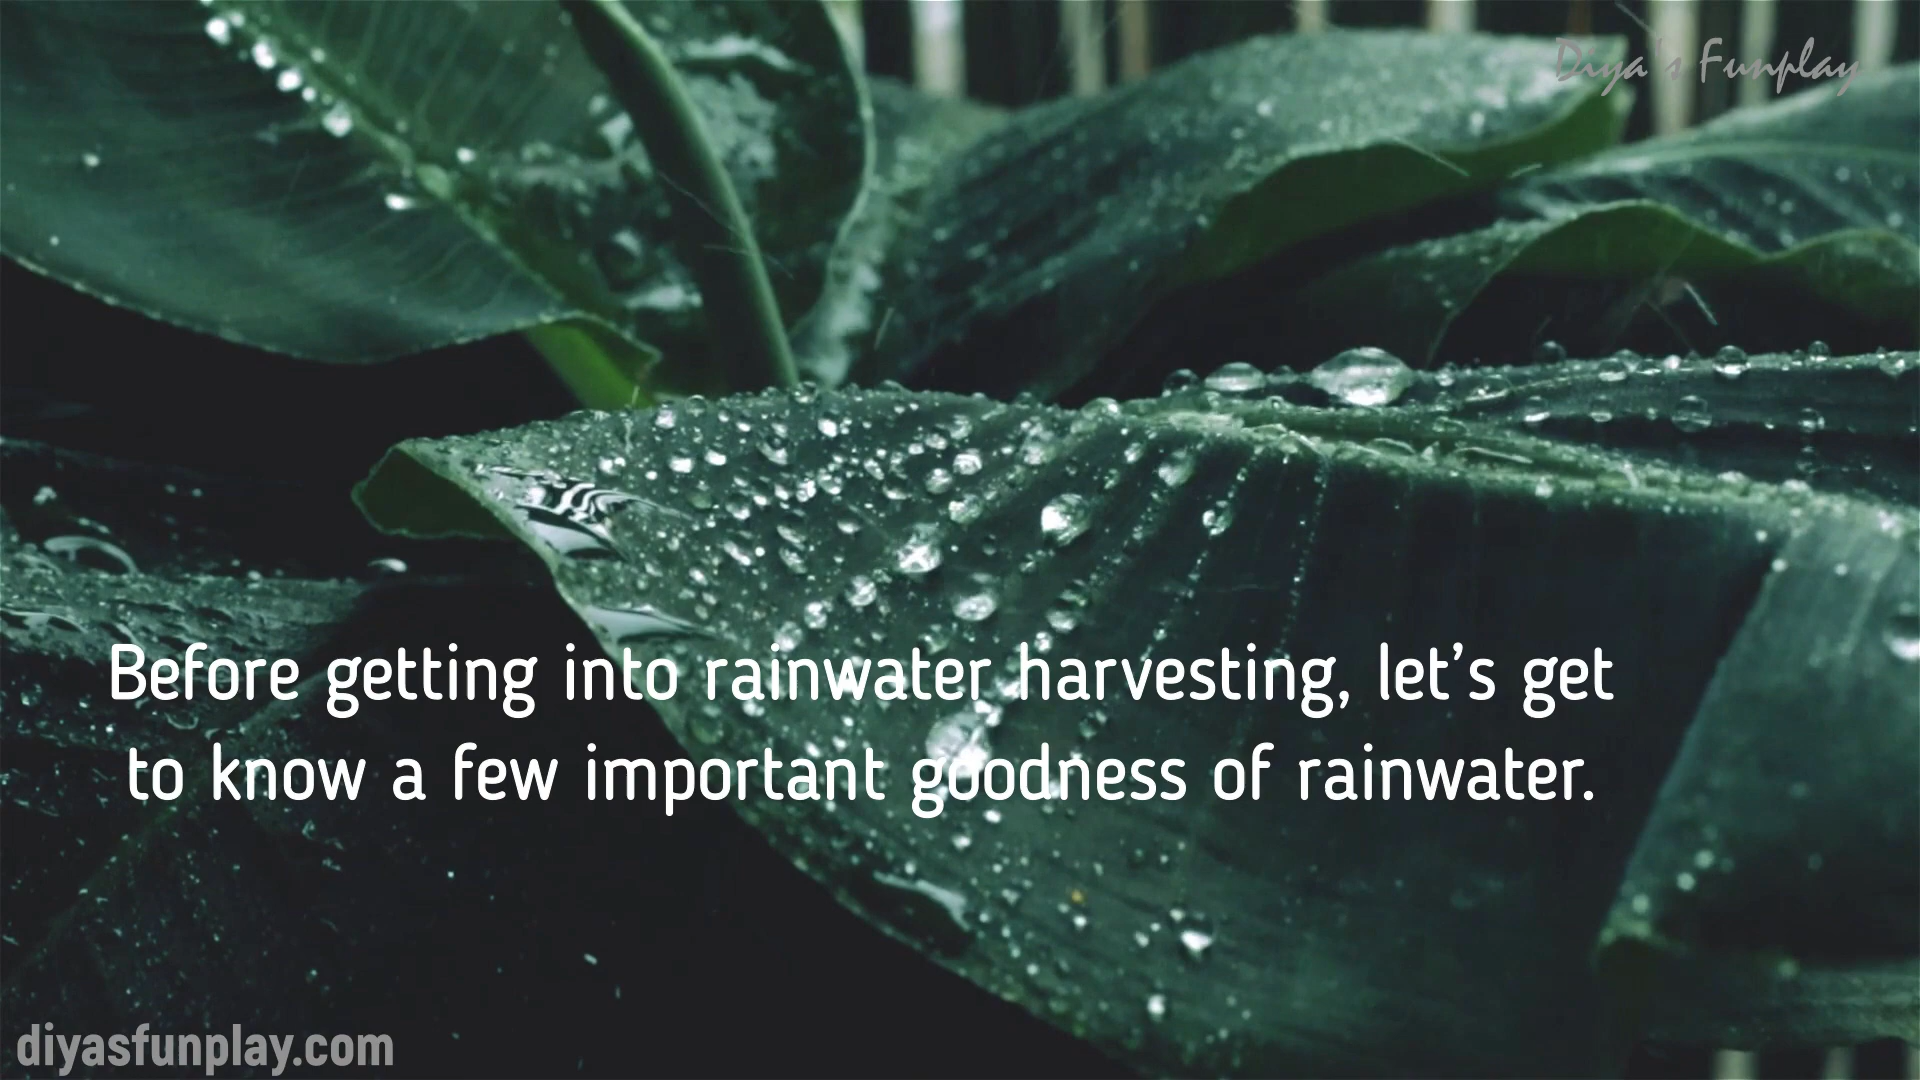 Diya's Funplay
Before getting into rainwater harvesting, let’s get
to know a few important goodness of rainwater.
diyasfunplay.com